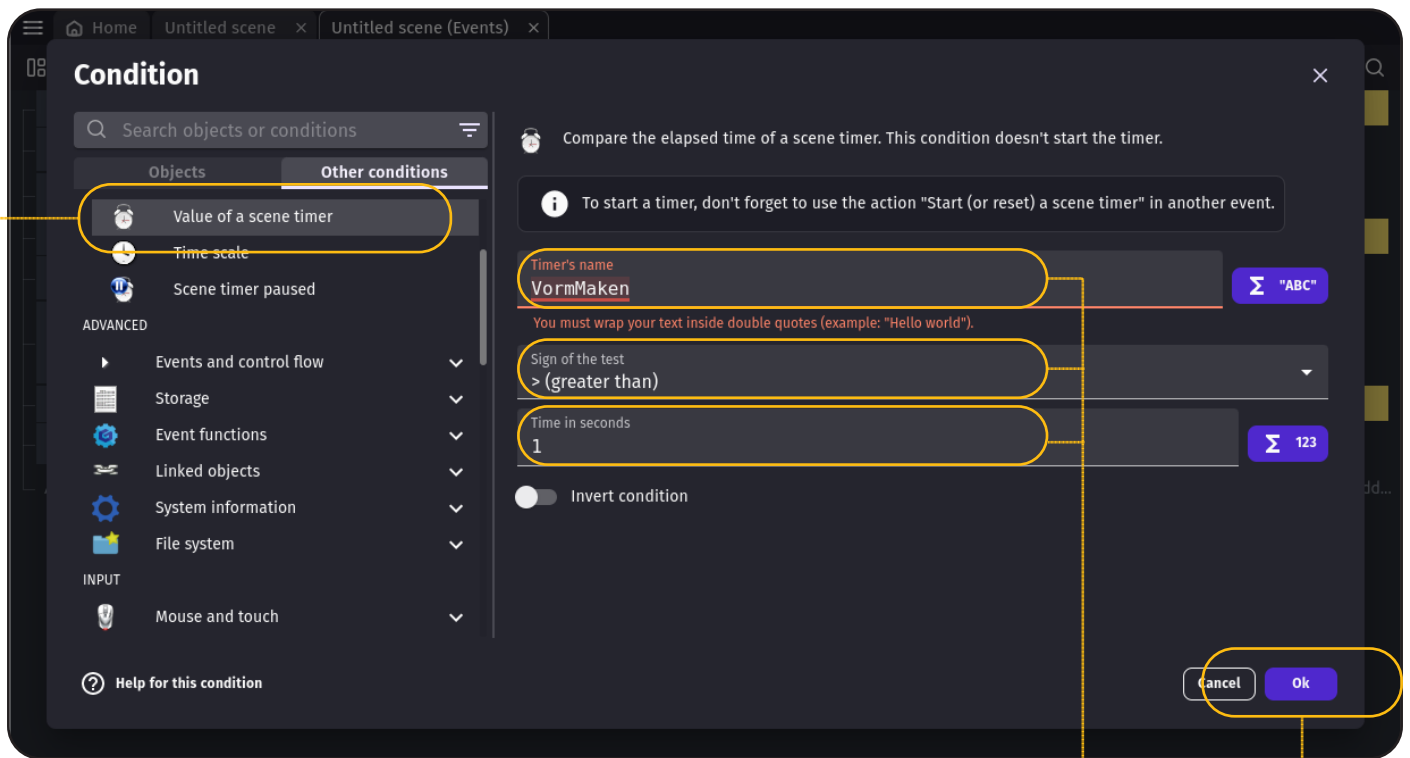 Home
Untitled scene
Untitled scene (Events)
Condition
Search objects or conditions
Objects
Other conditions
Value of a scene timer
Time scale
Scene timer paused
ADVANCED
Events and control flow
Storage
Event functions
Linked objects
System information
File system
INPUT
Mouse and touch
Help for this condition
Compare the elapsed time of a scene timer. This condition doesn't start the timer.
To start a timer, don't forget to use the action "Start (or reset) a scene timer" in another event.
Timer's name
VormMaken
Σ "ABC"
You must wrap your text inside double quotes (example: "Hello world").
Sign of the test
> (greater than)
Time in seconds
1
Σ 123
Invert condition
Cancel
Ok